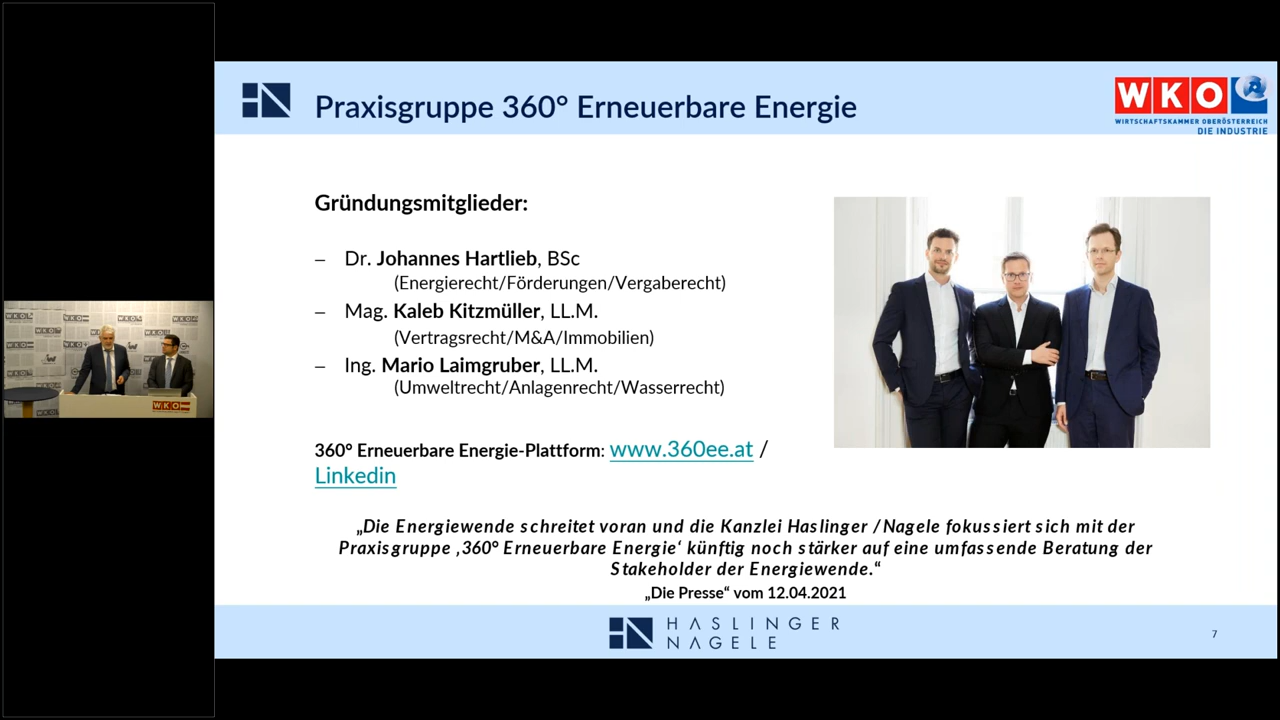 Praxisgruppe 360° Erneuerbare Energie
WKO
WIRTSCHAFTSKAMMER OBERÖSTERREICH
DIE INDUSTRIE
Gründungsmitglieder:
– Dr. Johannes Hartlieb, BSc
(Energierecht/Förderungen/Vergaberecht)
– Mag. Kaleb Kitzmüller, LL.M.
(Vertragsrecht/M&A/Immobilien)
– Ing. Mario Laimgruber, LL.M.
(Umweltrecht/Anlagenrecht/Wasserrecht)
360° Erneuerbare Energie-Plattform: www.360ee.at /
Linkedin
„Die Energiewende schreitet voran und die Kanzlei Haslinger / Nagele fokussiert sich mit der
Praxisgruppe ‚360° Erneuerbare Energie‘ künftig noch stärker auf eine umfassende Beratung der
Stakeholder der Energiewende.“
„Die Presse“ vom 12.04.2021
HASLINGER
NAGELE
7
WKO